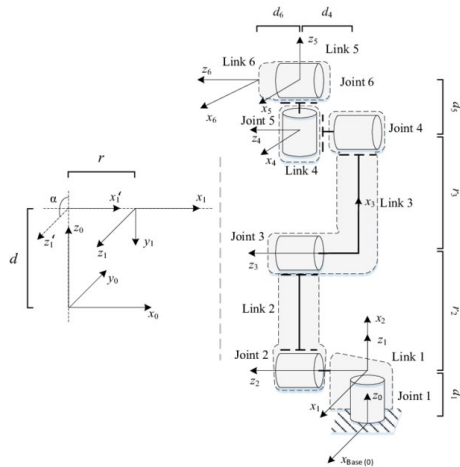 d6 d4
z5
Link 5
Link 6
z6
Joint 6
x5
x6
Joint 5
d5
z4
Joint 4
x4
Link 4
r
r3
α
x1′
x1
x3
Link 3
z0
z1′
z1
y1
Joint 3
d
z3
y0
x0
Link 2
r2
x2
z1
Joint 2
Link 1
z2
d1
Joint 1
z0
x1
xBase (0)